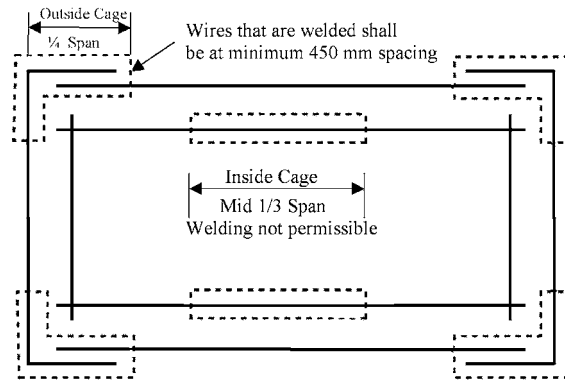 Outside Cage
¼ Span
Wires that are welded shall
be at minimum 450 mm spacing
Inside Cage
Mid 1/3 Span
Welding not permissible